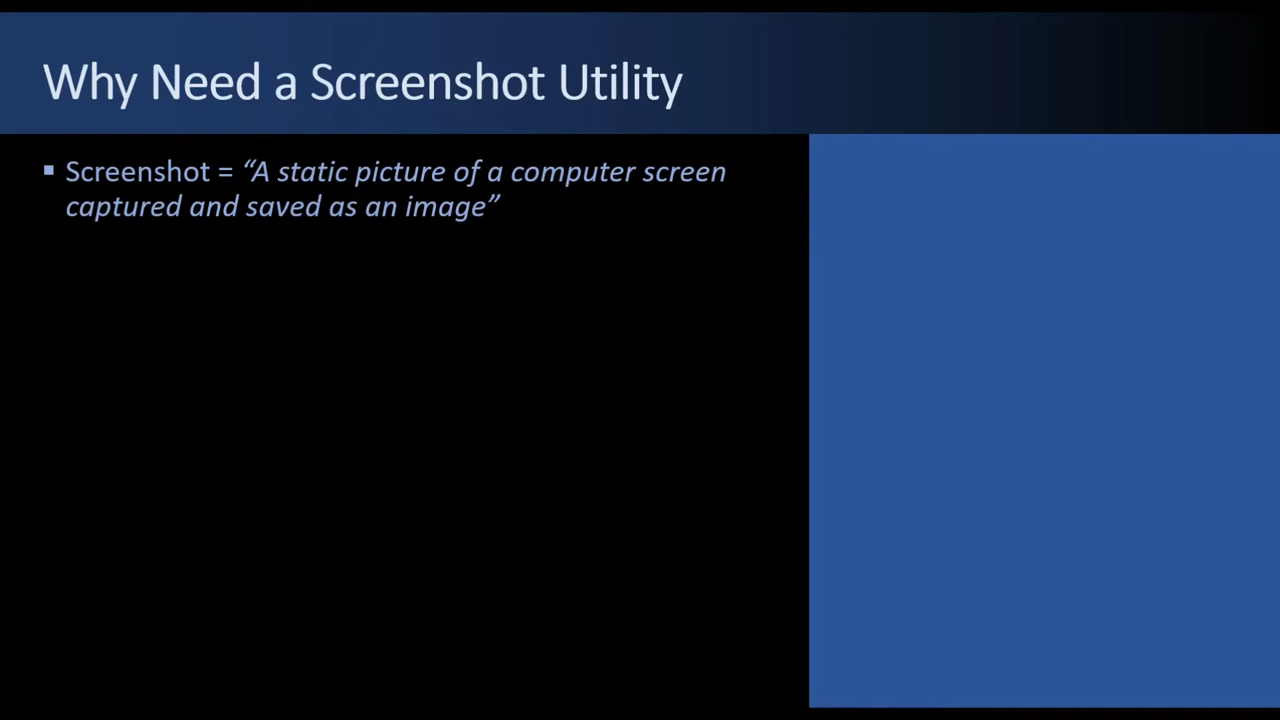 Why Need a Screenshot Utility
▪ Screenshot = “A static picture of a computer screen
captured and saved as an image”